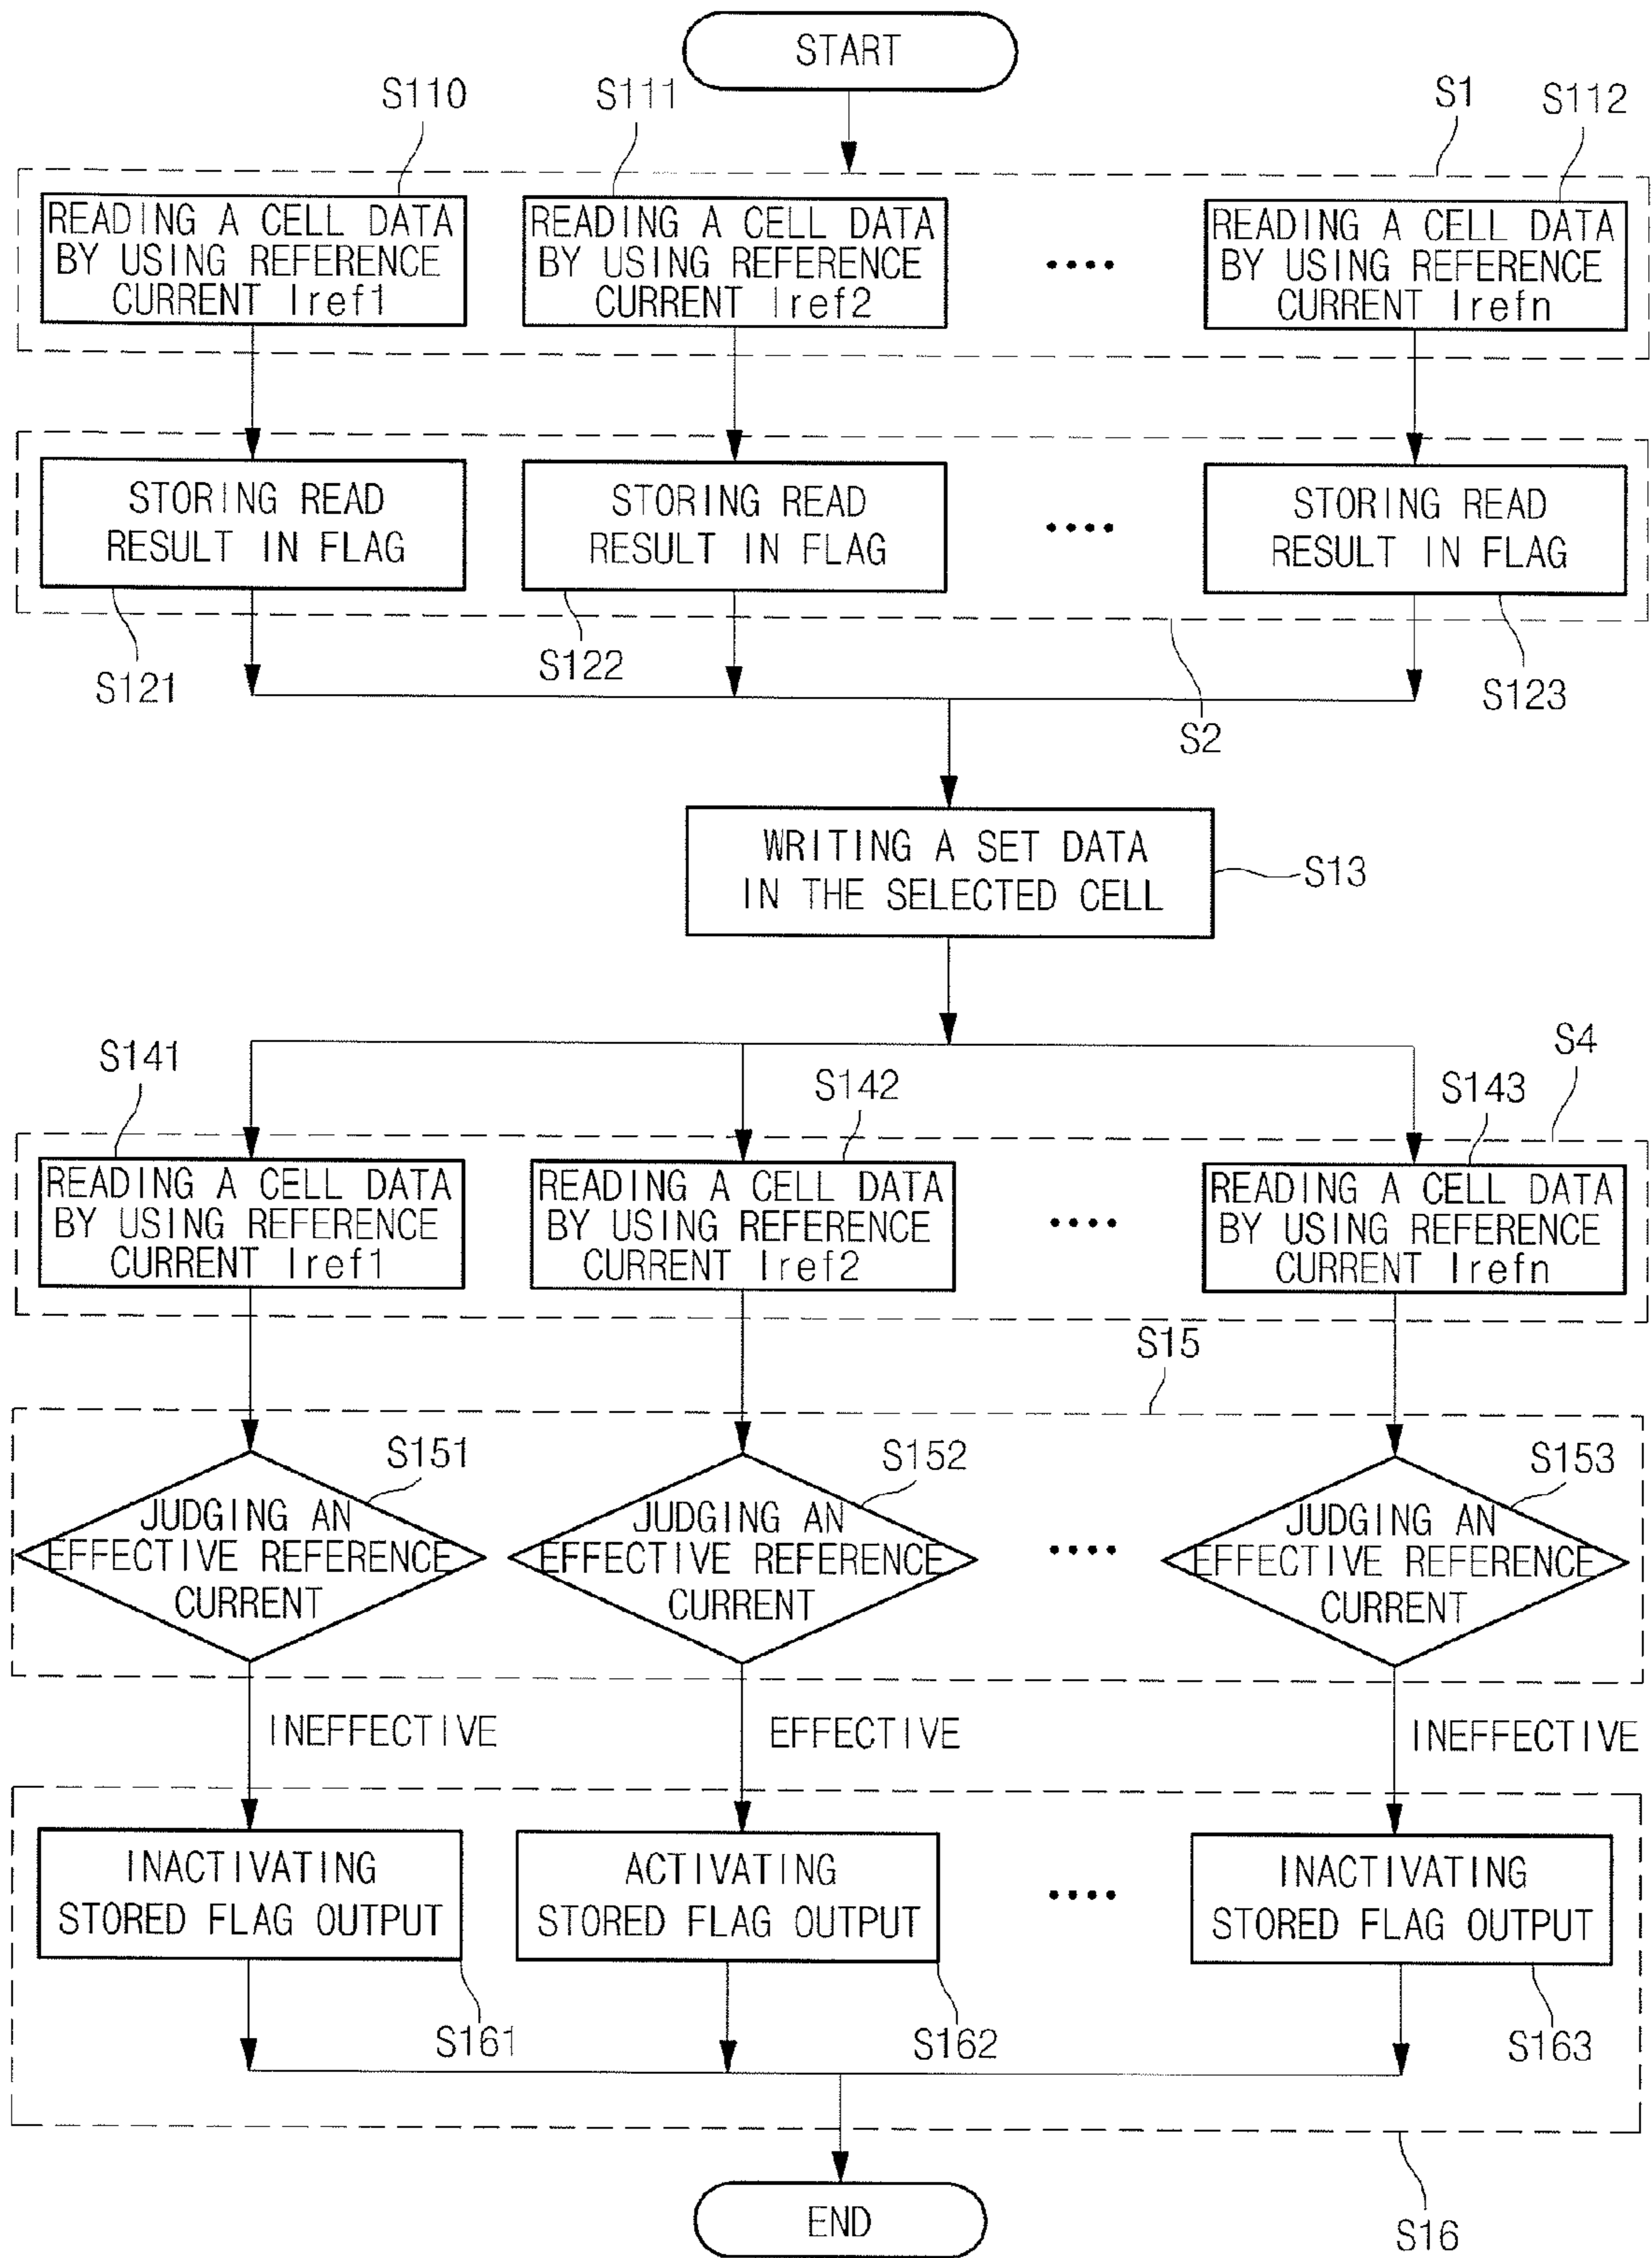 START
S110
S111
S1
S112
READING A CELL DATA
BY USING REFERENCE
CURRENT Iref1
READING A CELL DATA
BY USING REFERENCE
CURRENT Iref2
....
READING A CELL DATA
BY USING REFERENCE
CURRENT Irefn
STORING READ
RESULT IN FLAG
STORING READ
RESULT IN FLAG
....
STORING READ
RESULT IN FLAG
S121
S122
S2
S123
WRITING A SET DATA
IN THE SELECTED CELL
S13
S141
S142
S143
S4
READING A CELL DATA
BY USING REFERENCE
CURRENT Iref1
READING A CELL DATA
BY USING REFERENCE
CURRENT Iref2
....
READING A CELL DATA
BY USING REFERENCE
CURRENT Irefn
S15
S151
S152
S153
JUDGING AN
EFFECTIVE REFERENCE
CURRENT
JUDGING AN
EFFECTIVE REFERENCE
CURRENT
....
JUDGING AN
EFFECTIVE REFERENCE
CURRENT
INEFFECTIVE
EFFECTIVE
INEFFECTIVE
INACTIVATING
STORED FLAG OUTPUT
ACTIVATING
STORED FLAG OUTPUT
....
INACTIVATING
STORED FLAG OUTPUT
S161
S162
S163
END
S16